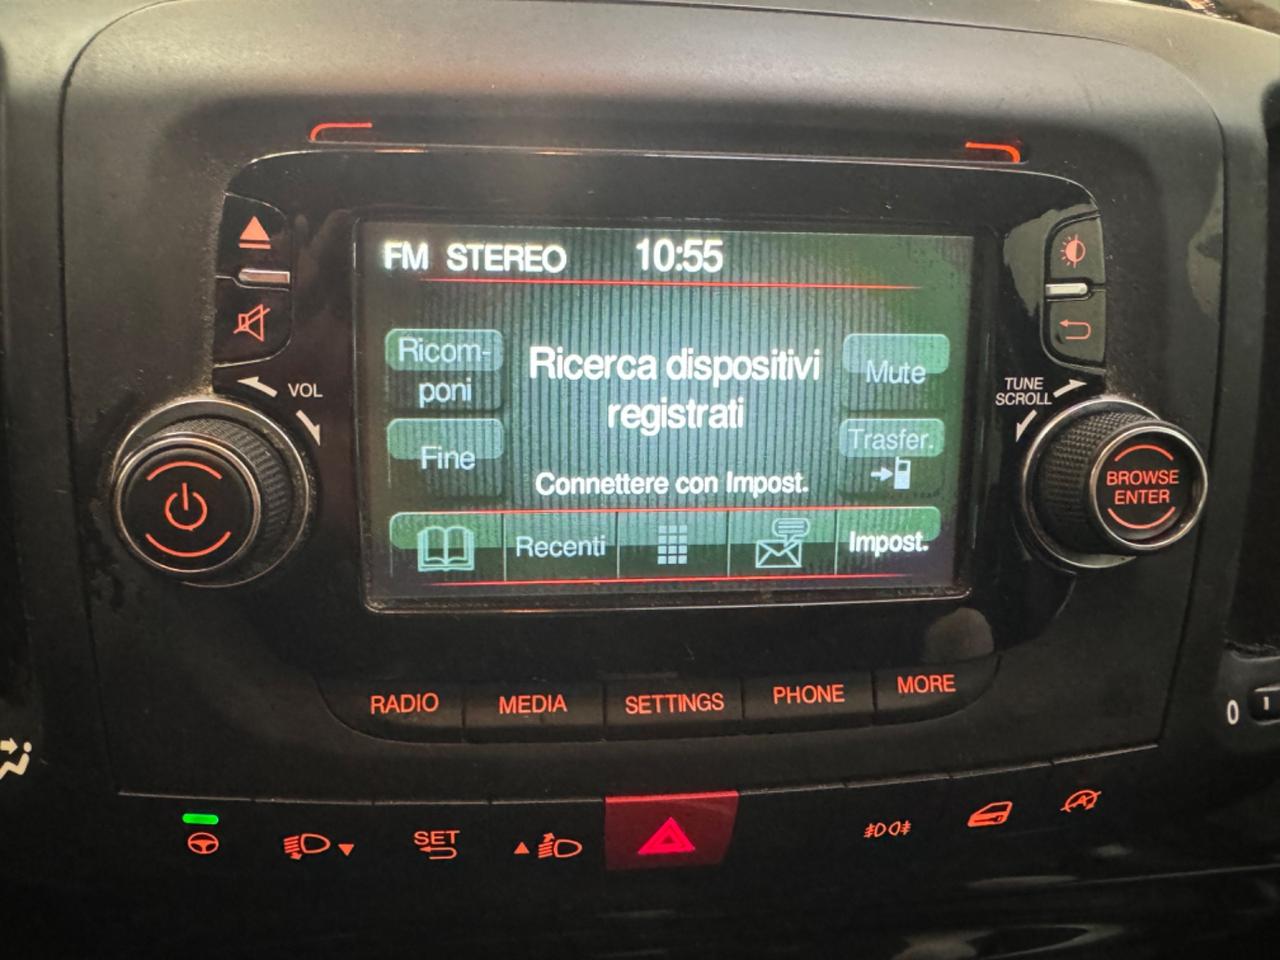 FM STEREO 10:55
Ricom-
poni
Ricerca dispositivi
registrati
Mute
Fine
Trasfer.
Connettere con Impost.
Recenti
Impost.
VOL
TUNE
SCROLL
BROWSE
ENTER
RADIO
MEDIA
SETTINGS
PHONE
MORE
0
I
SET
A